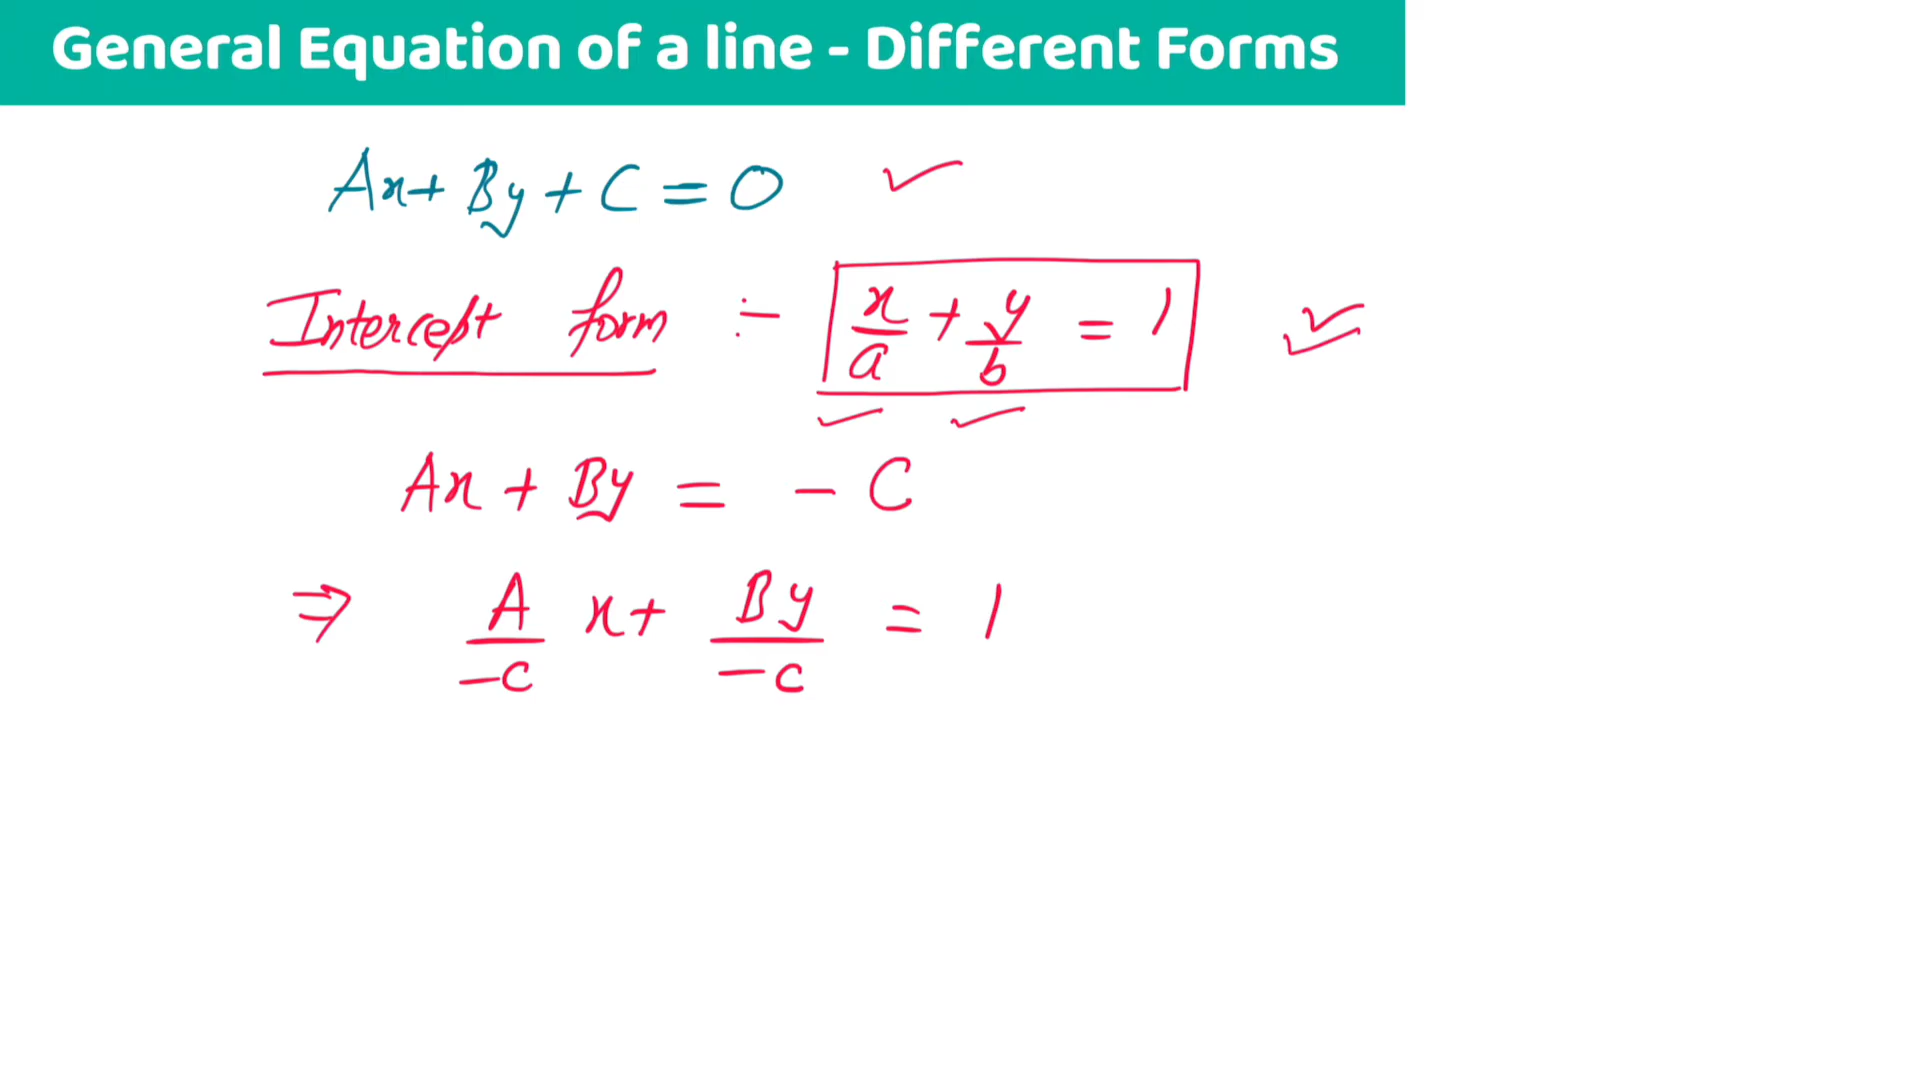 General Equation of a line - Different Forms
Ax + By + C = 0 ✓
Intercept form :- x/a + y/b = 1 ✓
Ax + By = - C
⇒ A/-C x + By/-C = 1